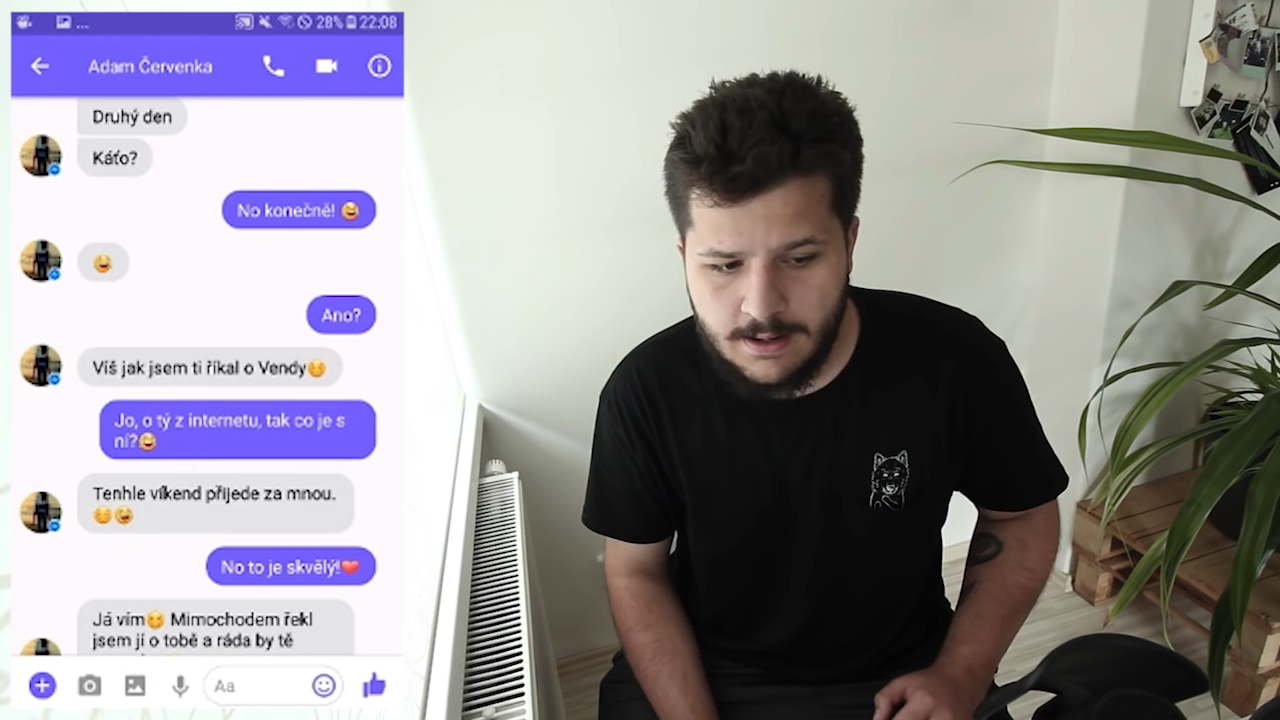 ... 28% 22:08
Adam Červenka
Druhý den
Káťo?
No konečně! 😅
😂
Ano?
Víš jak jsem ti říkal o Vendy☺️
Jo, o tý z internetu, tak co je s
ní?😅
Tenhle víkend přijede za mnou.
☺️😂
No to je skvělý!❤️
Já vím☺️ Mimochodem řekl
jsem jí o tobě a ráda by tě
Aa